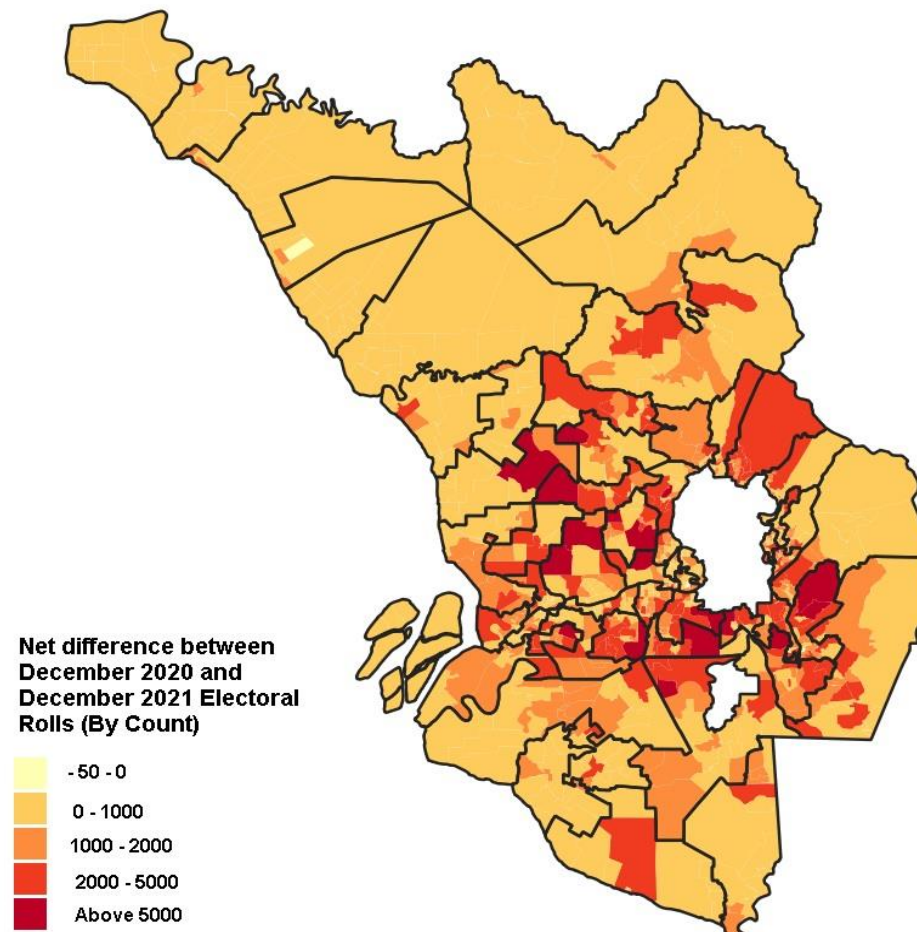 Net difference between
December 2020 and
December 2021 Electoral
Rolls (By Count)
- 50 - 0
0 - 1000
1000 - 2000
2000 - 5000
Above 5000